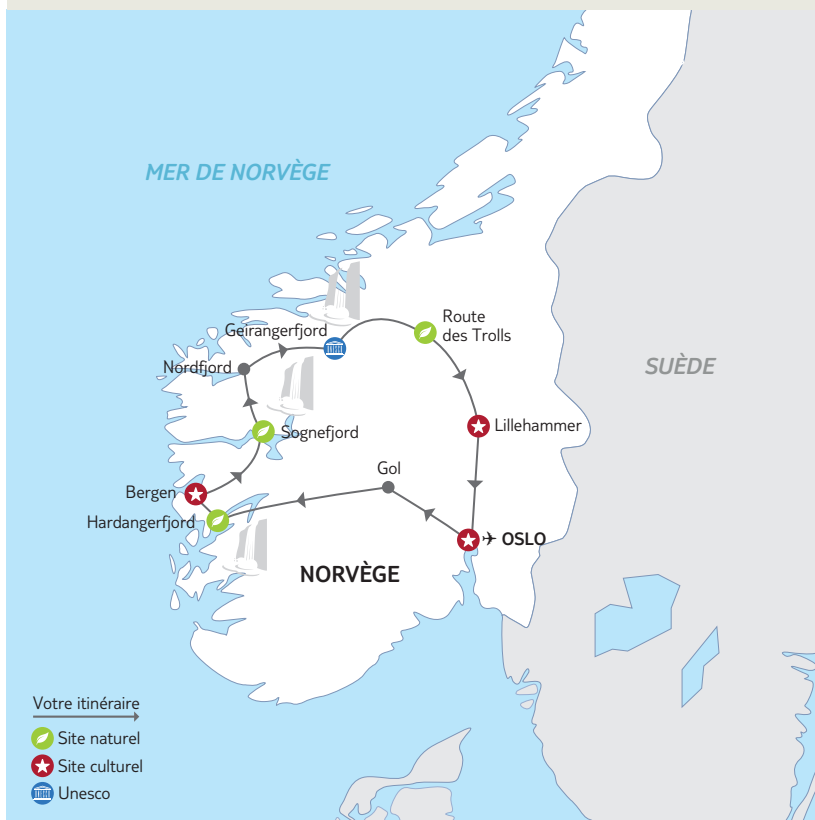 MER DE NORVÈGE
Geirangerfjord
Route
des Trolls
Nordfjord
SUÈDE
Sognefjord
Lillehammer
Gol
Bergen
Hardangerfjord
OSLO
NORVÈGE
Votre itinéraire
Site naturel
Site culturel
Unesco